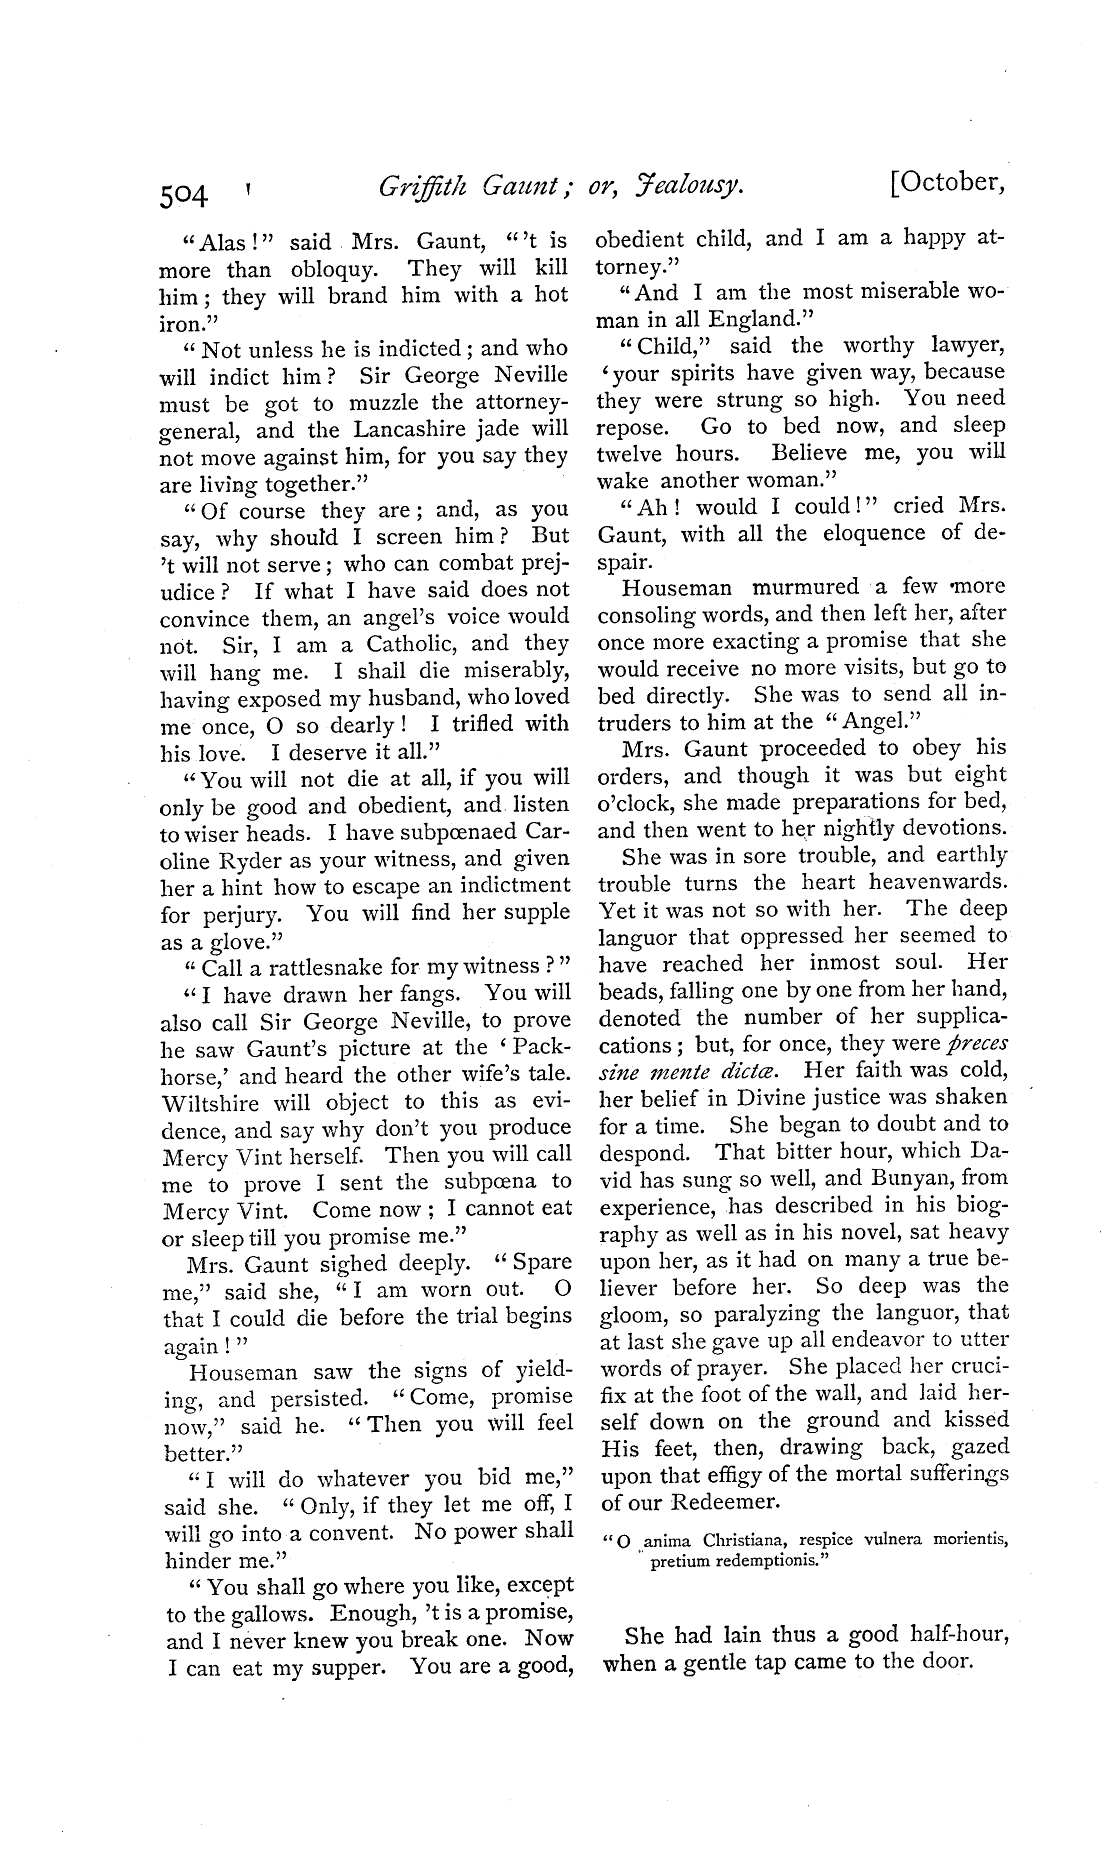 504 Griffith Gaunt; or, Jealousy. [October,
“Alas!” said Mrs. Gaunt, “’t is
more than obloquy. They will kill
him; they will brand him with a hot
iron.”
“Not unless he is indicted; and who
will indict him? Sir George Neville
must be got to muzzle the attorney-
general, and the Lancashire jade will
not move against him, for you say they
are living together.”
“Of course they are; and, as you
say, why should I screen him? But
’t will not serve; who can combat prej-
udice? If what I have said does not
convince them, an angel’s voice would
not. Sir, I am a Catholic, and they
will hang me. I shall die miserably,
having exposed my husband, who loved
me once, O so dearly! I trifled with
his love. I deserve it all.”
“You will not die at all, if you will
only be good and obedient, and listen
to wiser heads. I have subpœnaed Car-
oline Ryder as your witness, and given
her a hint how to escape an indictment
for perjury. You will find her supple
as a glove.”
“Call a rattlesnake for my witness?”
“I have drawn her fangs. You will
also call Sir George Neville, to prove
he saw Gaunt’s picture at the ‘Pack-
horse,’ and heard the other wife’s tale.
Wiltshire will object to this as evi-
dence, and say why don’t you produce
Mercy Vint herself. Then you will call
me to prove I sent the subpœna to
Mercy Vint. Come now; I cannot eat
or sleep till you promise me.”
Mrs. Gaunt sighed deeply. “Spare
me,” said she, “I am worn out. O
that I could die before the trial begins
again!”
Houseman saw the signs of yield-
ing, and persisted. “Come, promise
now,” said he. “Then you will feel
better.”
“I will do whatever you bid me,”
said she. “Only, if they let me off, I
will go into a convent. No power shall
hinder me.”
“You shall go where you like, except
to the gallows. Enough, ’t is a promise,
and I never knew you break one. Now
I can eat my supper. You are a good,
obedient child, and I am a happy at-
torney.”
“And I am the most miserable wo-
man in all England.”
“Child,” said the worthy lawyer,
‘your spirits have given way, because
they were strung so high. You need
repose. Go to bed now, and sleep
twelve hours. Believe me, you will
wake another woman.”
“Ah! would I could!” cried Mrs.
Gaunt, with all the eloquence of de-
spair.
Houseman murmured a few more
consoling words, and then left her, after
once more exacting a promise that she
would receive no more visits, but go to
bed directly. She was to send all in-
truders to him at the “Angel.”
Mrs. Gaunt proceeded to obey his
orders, and though it was but eight
o’clock, she made preparations for bed,
and then went to her nightly devotions.
She was in sore trouble, and earthly
trouble turns the heart heavenwards.
Yet it was not so with her. The deep
languor that oppressed her seemed to
have reached her inmost soul. Her
beads, falling one by one from her hand,
denoted the number of her supplica-
cations; but, for once, they were preces
sine mente dictæ. Her faith was cold,
her belief in Divine justice was shaken
for a time. She began to doubt and to
despond. That bitter hour, which Da-
vid has sung so well, and Bunyan, from
experience, has described in his biog-
raphy as well as in his novel, sat heavy
upon her, as it had on many a true be-
liever before her. So deep was the
gloom, so paralyzing the languor, that
at last she gave up all endeavor to utter
words of prayer. She placed her cruci-
fix at the foot of the wall, and laid her-
self down on the ground and kissed
His feet, then, drawing back, gazed
upon that effigy of the mortal sufferings
of our Redeemer.
“O anima Christiana, respice vulnera morientis,
pretium redemptionis.”
She had lain thus a good half-hour,
when a gentle tap came to the door.